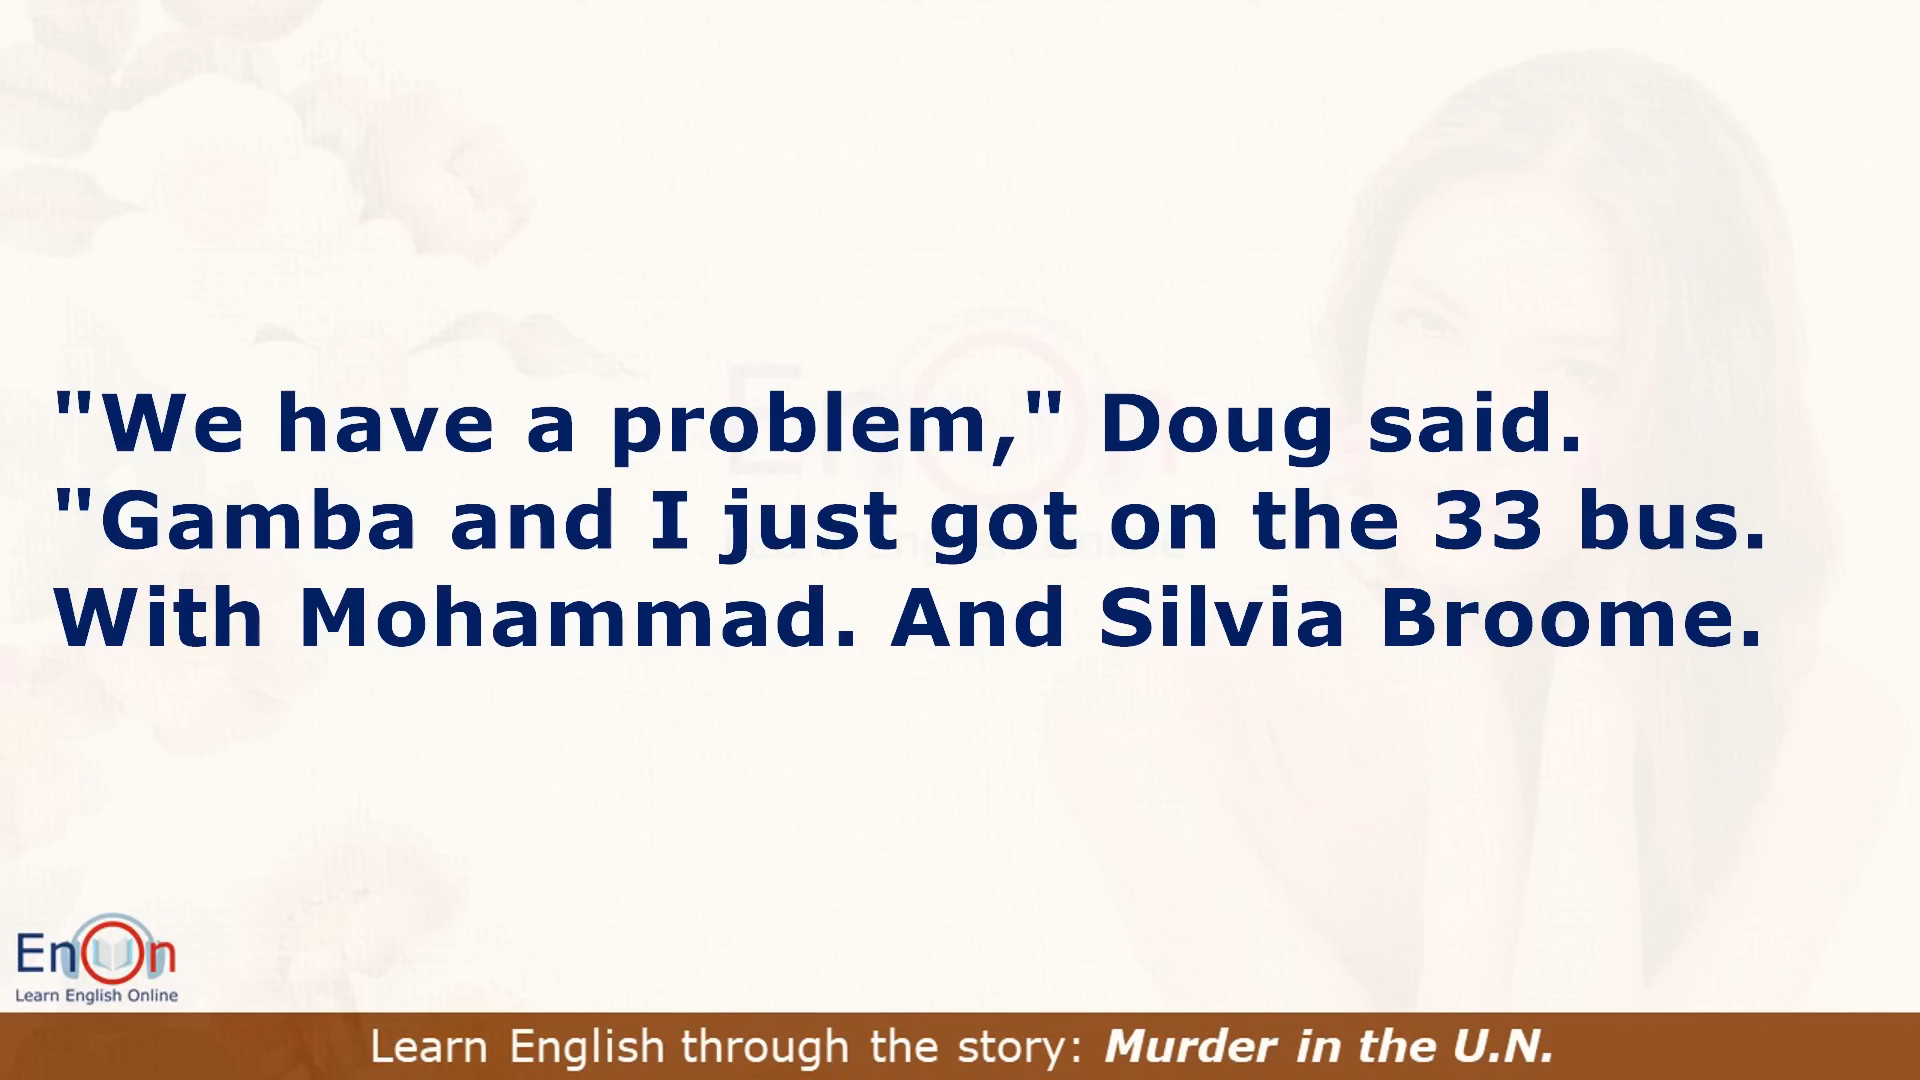 "We have a problem," Doug said.
"Gamba and I just got on the 33 bus.
With Mohammad. And Silvia Broome.
EnOn
Learn English Online
Learn English through the story: Murder in the U.N.